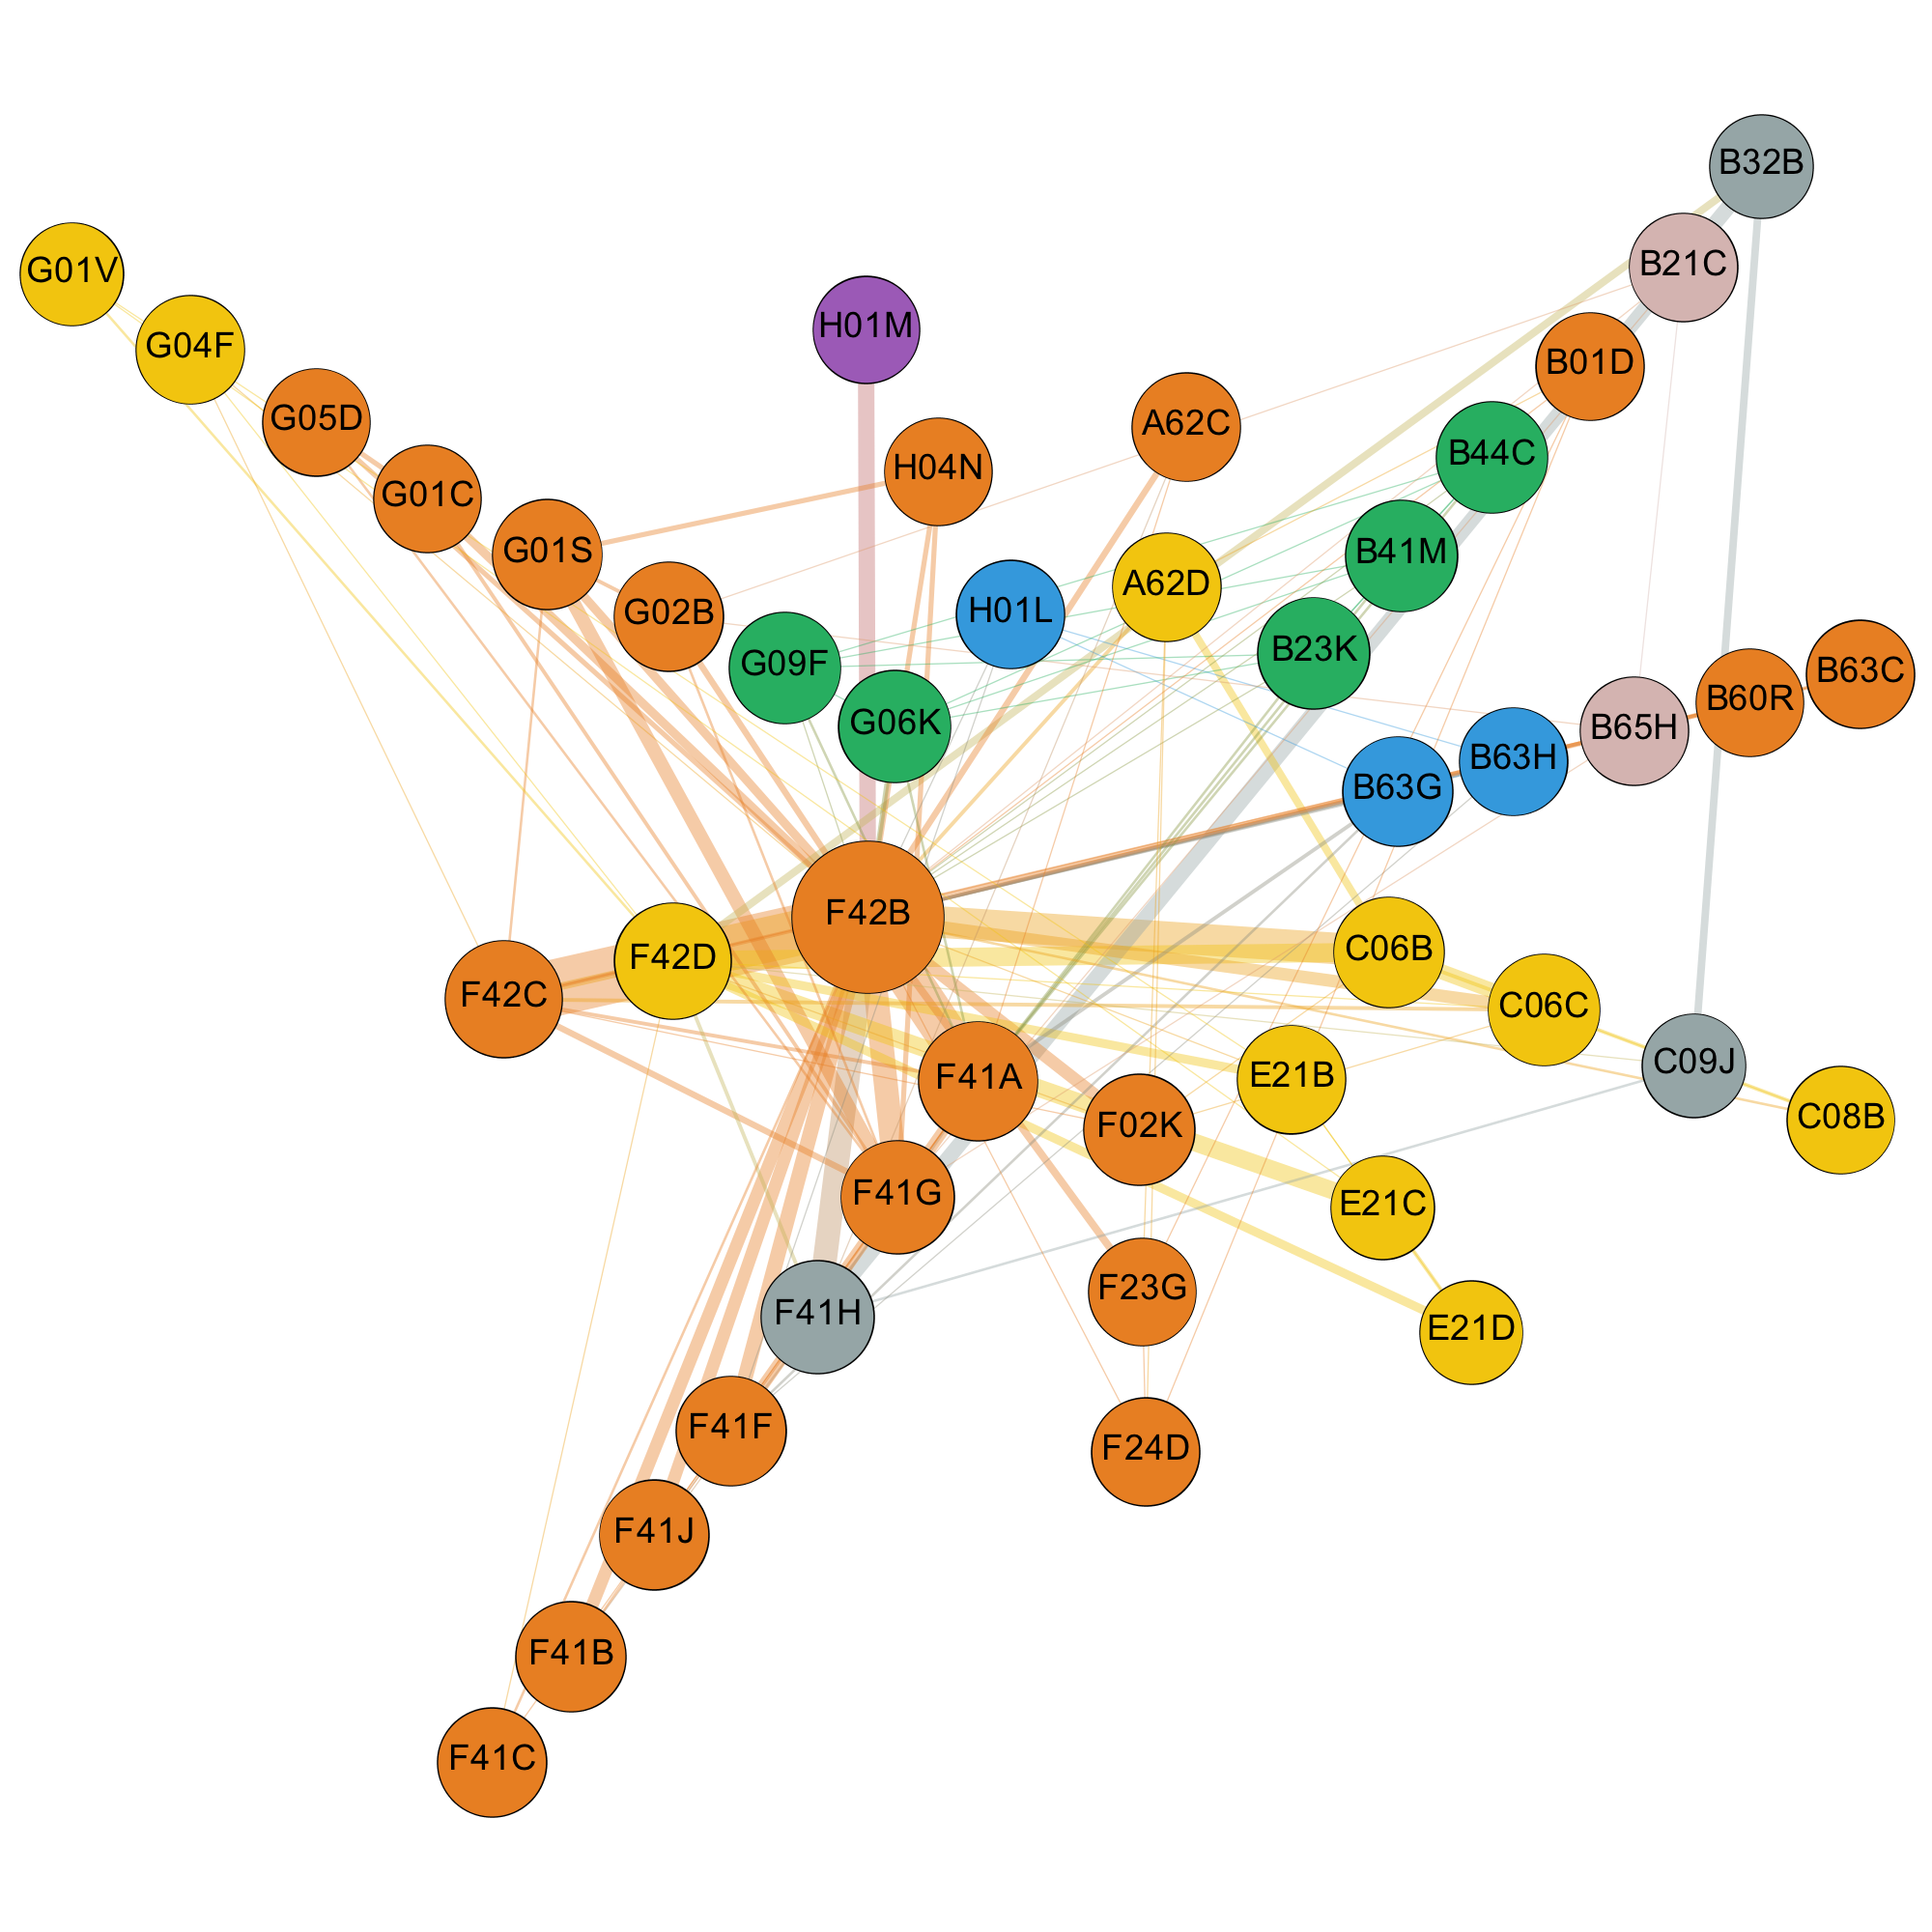 B32B
B21C
G01V
H01M
G04F
B01D
G05D
A62C
B44C
H04N
G01C
G01S
B41M
A62D
H01L
G02B
B23K
G09F
B63C
B60R
G06K
B65H
B63H
B63G
F42B
F42D
C06B
F42C
C06C
C09J
F41A
E21B
C08B
F02K
F41G
E21C
F23G
F41H
E21D
F41F
F24D
F41J
F41B
F41C